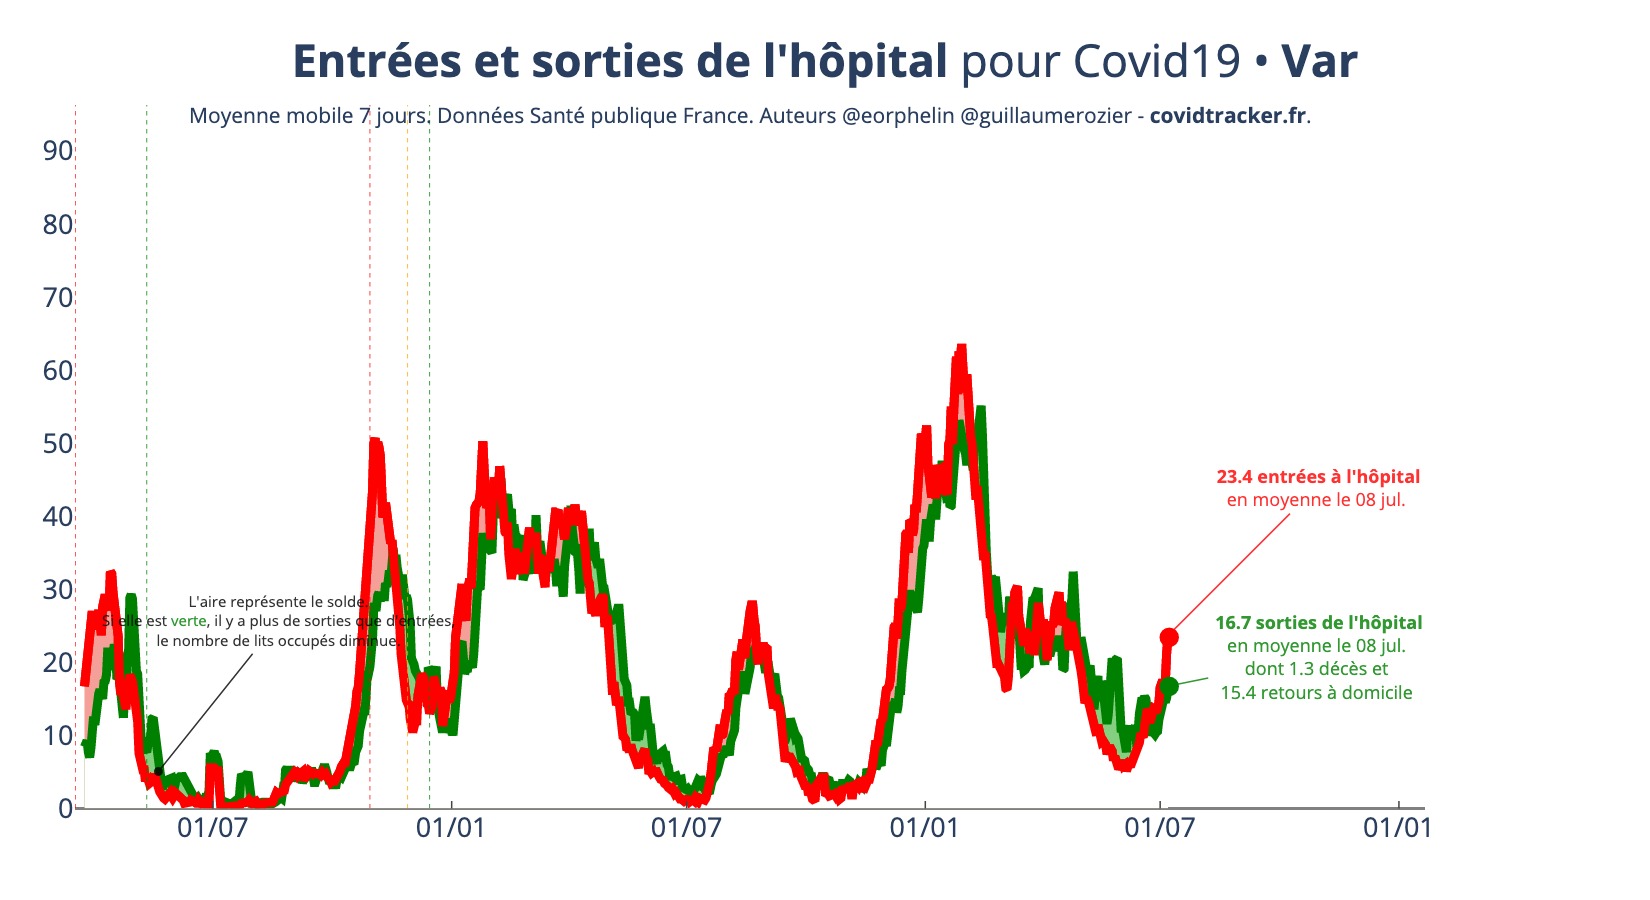 Entrées et sorties de l'hôpital pour Covid19 • Var
Moyenne mobile 7 jours. Données Santé publique France. Auteurs @eorphelin @guillaumerozier - covidtracker.fr.
90
80
70
60
50
40
30
20
10
0
L'aire représente le solde.
Si elle est verte, il y a plus de sorties que d'entrées,
le nombre de lits occupés diminue.
23.4 entrées à l'hôpital
en moyenne le 08 jul.
16.7 sorties de l'hôpital
en moyenne le 08 jul.
dont 1.3 décès et
15.4 retours à domicile
01/07 01/01 01/07 01/01 01/07 01/01